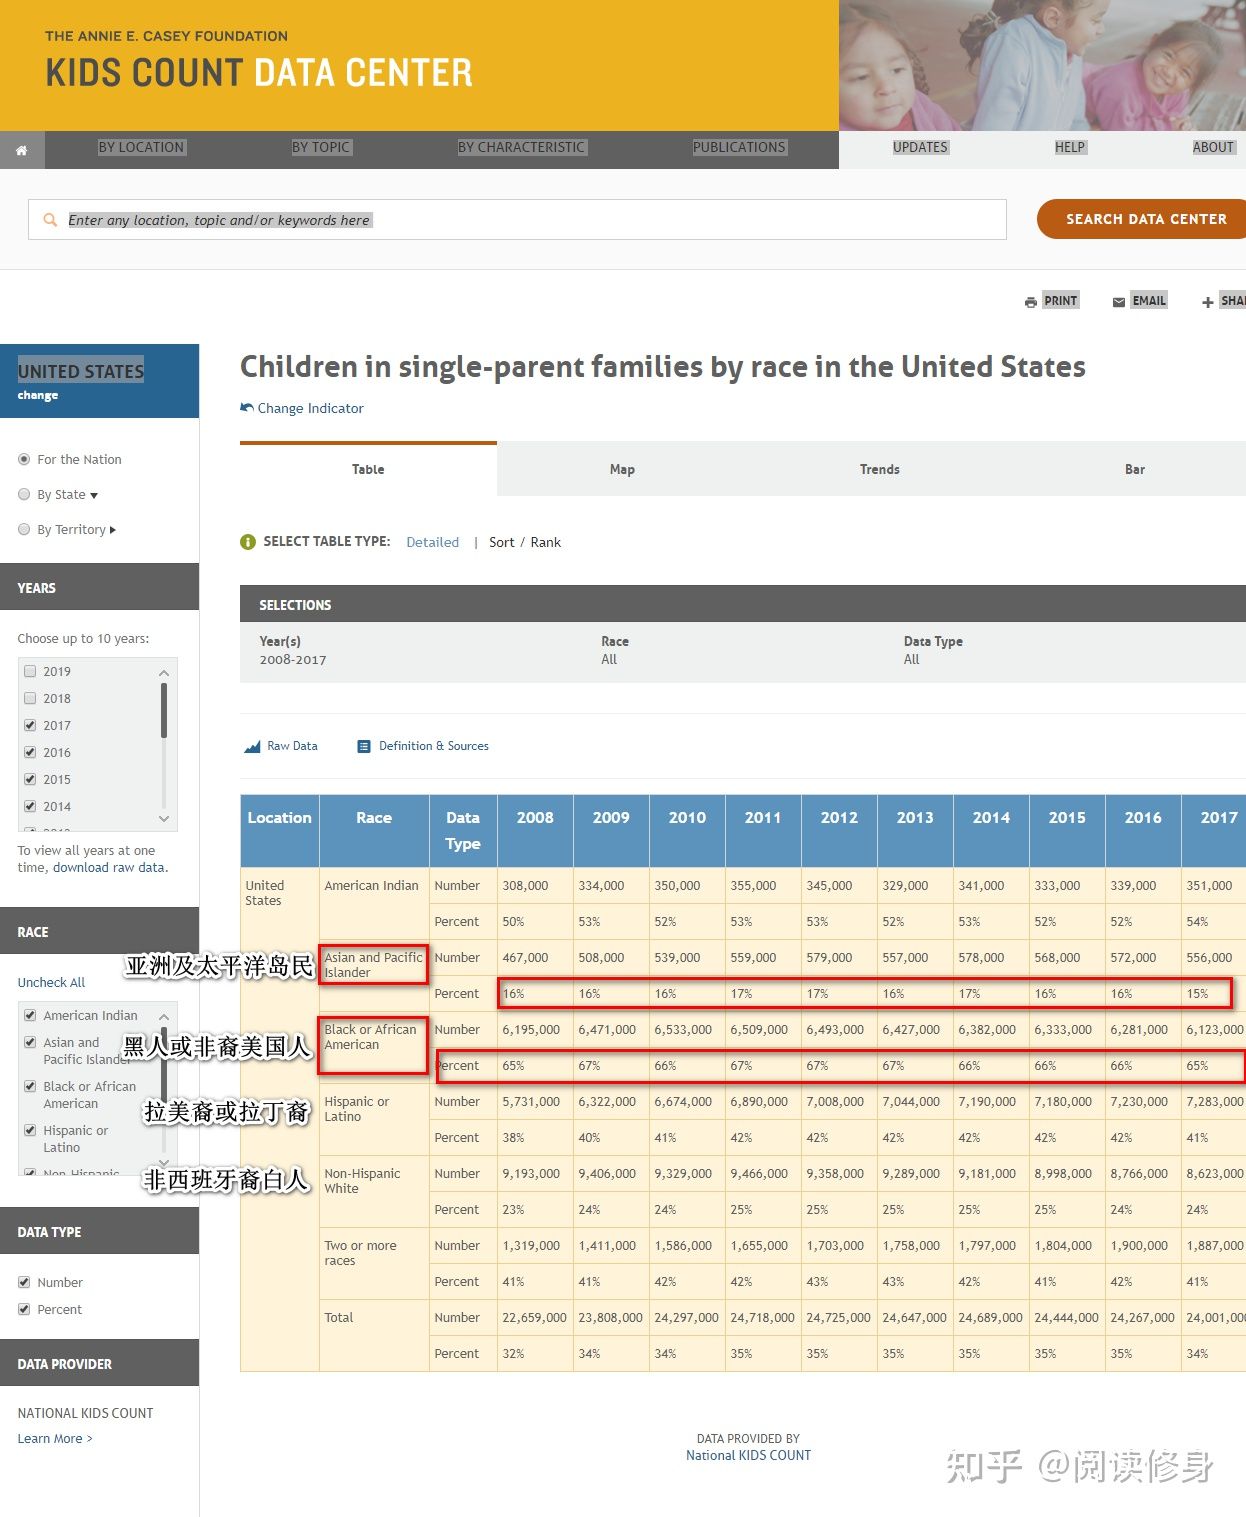 THE ANNIE E. CASEY FOUNDATION
KIDS COUNT DATA CENTER
BY LOCATION BY TOPIC BY CHARACTERISTIC PUBLICATIONS UPDATES HELP ABOUT
Enter any location, topic and/or keywords here
SEARCH DATA CENTER
PRINT EMAIL SHA
UNITED STATES
change
For the Nation
By State
By Territory
YEARS
Choose up to 10 years:
2019
2018
2017
2016
2015
2014
To view all years at one
time, download raw data.
RACE
Uncheck All
American Indian
Asian and
Pacific Islander
Black or African
American
Hispanic or
Latino
Non-Hispanic
DATA TYPE
Number
Percent
DATA PROVIDER
NATIONAL KIDS COUNT
Learn More >
Children in single-parent families by race in the United States
Change Indicator
Table Map Trends Bar
SELECT TABLE TYPE: Detailed | Sort / Rank
SELECTIONS
Year(s) Race Data Type
2008-2017 All All
Raw Data Definition & Sources
Location Race Data Type 2008 2009 2010 2011 2012 2013 2014 2015 2016 2017
United States American Indian Number 308,000 334,000 350,000 355,000 345,000 329,000 341,000 333,000 339,000 351,000
Percent 50% 53% 52% 53% 53% 52% 53% 52% 52% 54%
亚洲及太平洋岛民
Asian and Pacific Islander Number 467,000 508,000 539,000 559,000 579,000 557,000 578,000 568,000 572,000 556,000
Percent 16% 16% 16% 17% 17% 16% 17% 16% 16% 15%
黑人或非裔美国人
Black or African American Number 6,195,000 6,471,000 6,533,000 6,509,000 6,493,000 6,427,000 6,382,000 6,333,000 6,281,000 6,123,000
Percent 65% 67% 66% 67% 67% 67% 66% 66% 66% 65%
拉美裔或拉丁裔
Hispanic or Latino Number 5,731,000 6,322,000 6,674,000 6,890,000 7,008,000 7,044,000 7,190,000 7,180,000 7,230,000 7,283,000
Percent 38% 40% 41% 42% 42% 42% 42% 42% 42% 41%
非西班牙裔白人
Non-Hispanic White Number 9,193,000 9,406,000 9,329,000 9,466,000 9,358,000 9,289,000 9,181,000 8,998,000 8,766,000 8,623,000
Percent 23% 24% 24% 25% 25% 25% 25% 25% 24% 24%
Two or more races Number 1,319,000 1,411,000 1,586,000 1,655,000 1,703,000 1,758,000 1,797,000 1,804,000 1,900,000 1,887,000
Percent 41% 41% 42% 42% 43% 43% 42% 41% 42% 41%
Total Number 22,659,000 23,808,000 24,297,000 24,718,000 24,725,000 24,647,000 24,689,000 24,444,000 24,267,000 24,001,000
Percent 32% 34% 34% 35% 35% 35% 35% 35% 35% 34%
DATA PROVIDED BY
National KIDS COUNT
知乎 @阅读修身